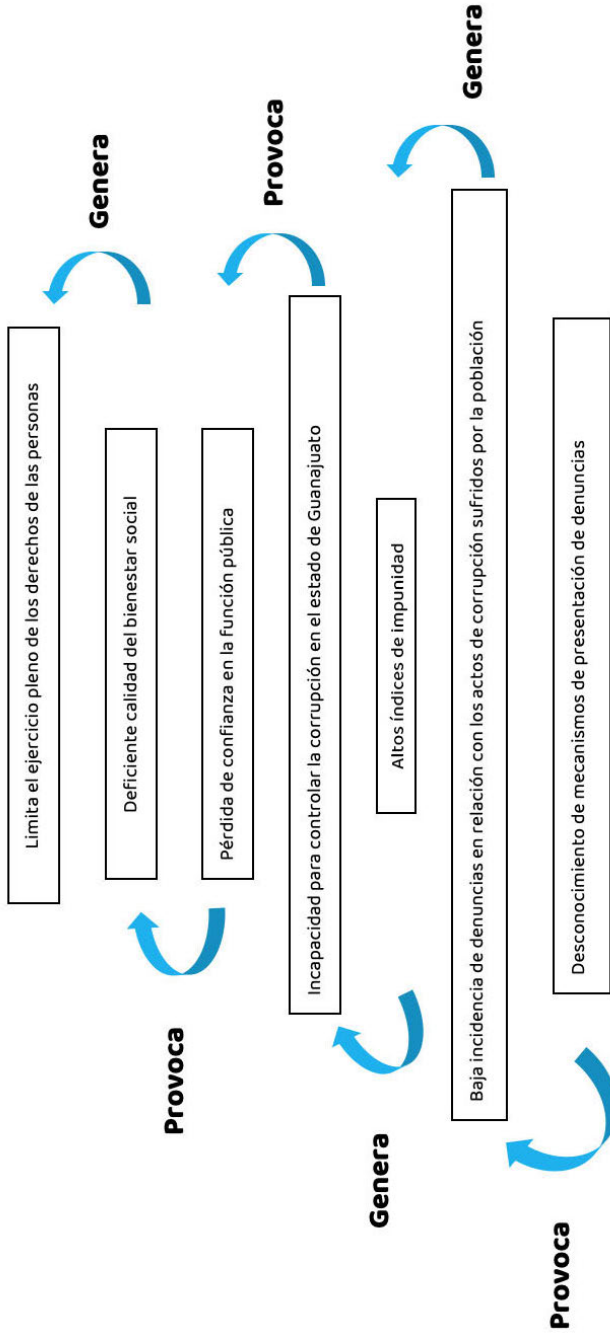 Limita el ejercicio pleno de los derechos de las personas
Genera
Deficiente calidad del bienestar social
Provoca
Pérdida de confianza en la función pública
Provoca
Incapacidad para controlar la corrupción en el estado de Guanajuato
Genera
Altos índices de impunidad
Genera
Baja incidencia de denuncias en relación con los actos de corrupción sufridos por la población
Provoca
Desconocimiento de mecanismos de presentación de denuncias